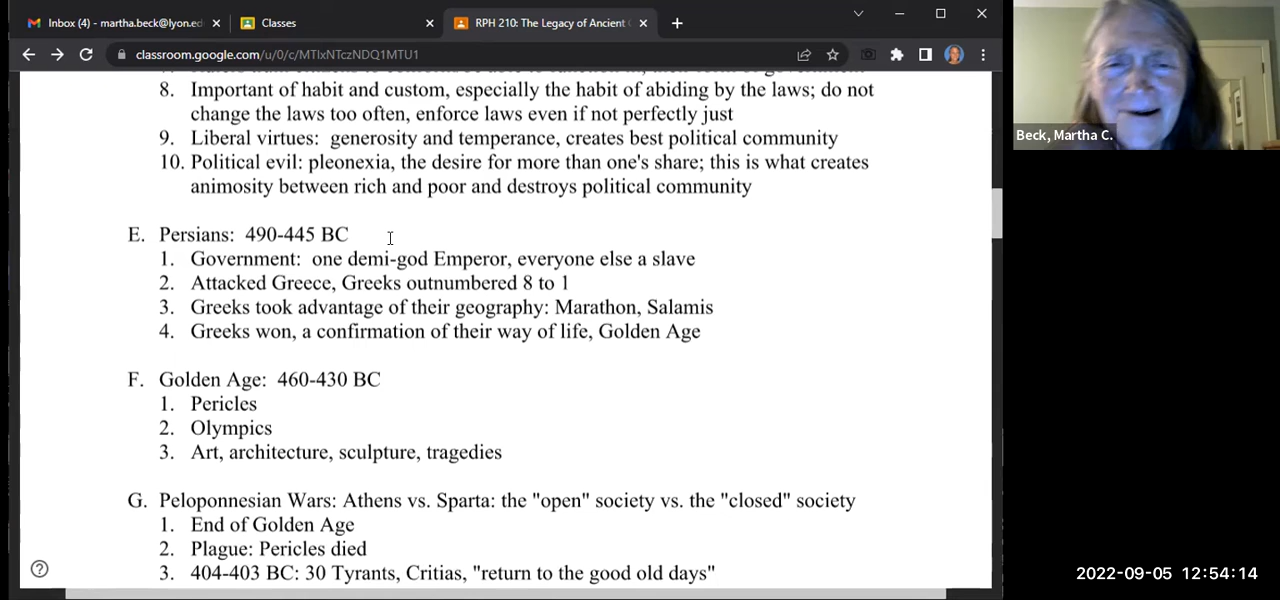 Inbox (4) - martha.beck@lyon.ed
Classes
RPH 210: The Legacy of Ancient
classroom.google.com/u/0/c/MTIxNTczNDQ1MTU1
8. Important of habit and custom, especially the habit of abiding by the laws; do not
change the laws too often, enforce laws even if not perfectly just
9. Liberal virtues: generosity and temperance, creates best political community
10. Political evil: pleonexia, the desire for more than one's share; this is what creates
animosity between rich and poor and destroys political community
E. Persians: 490-445 BC
1. Government: one demi-god Emperor, everyone else a slave
2. Attacked Greece, Greeks outnumbered 8 to 1
3. Greeks took advantage of their geography: Marathon, Salamis
4. Greeks won, a confirmation of their way of life, Golden Age
F. Golden Age: 460-430 BC
1. Pericles
2. Olympics
3. Art, architecture, sculpture, tragedies
G. Peloponnesian Wars: Athens vs. Sparta: the "open" society vs. the "closed" society
1. End of Golden Age
2. Plague: Pericles died
3. 404-403 BC: 30 Tyrants, Critias, "return to the good old days"
Beck, Martha C.
2022-09-05 12:54:14